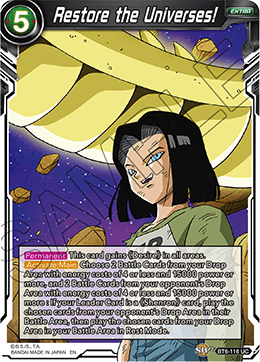 5
Restore the Universes!
EXTRA
Permanent This card gains 《Desire》 in all areas.
Activate: Main Choose 2 Battle Cards from your Drop
Area with energy costs of 4 or less and 15000 power or
more, and 2 Battle Cards from your opponent's Drop
Area with energy costs of 4 or less and 15000 power or
more : If your Leader Card is a 《Shenron》 card, play the
chosen cards from your opponent's Drop Area in their
Battle Area, then play the chosen cards from your Drop
Area in your Battle Area in Rest Mode.
©B.S./S., T.A.
BANDAI MADE IN JAPAN EN
BT6-116 UC